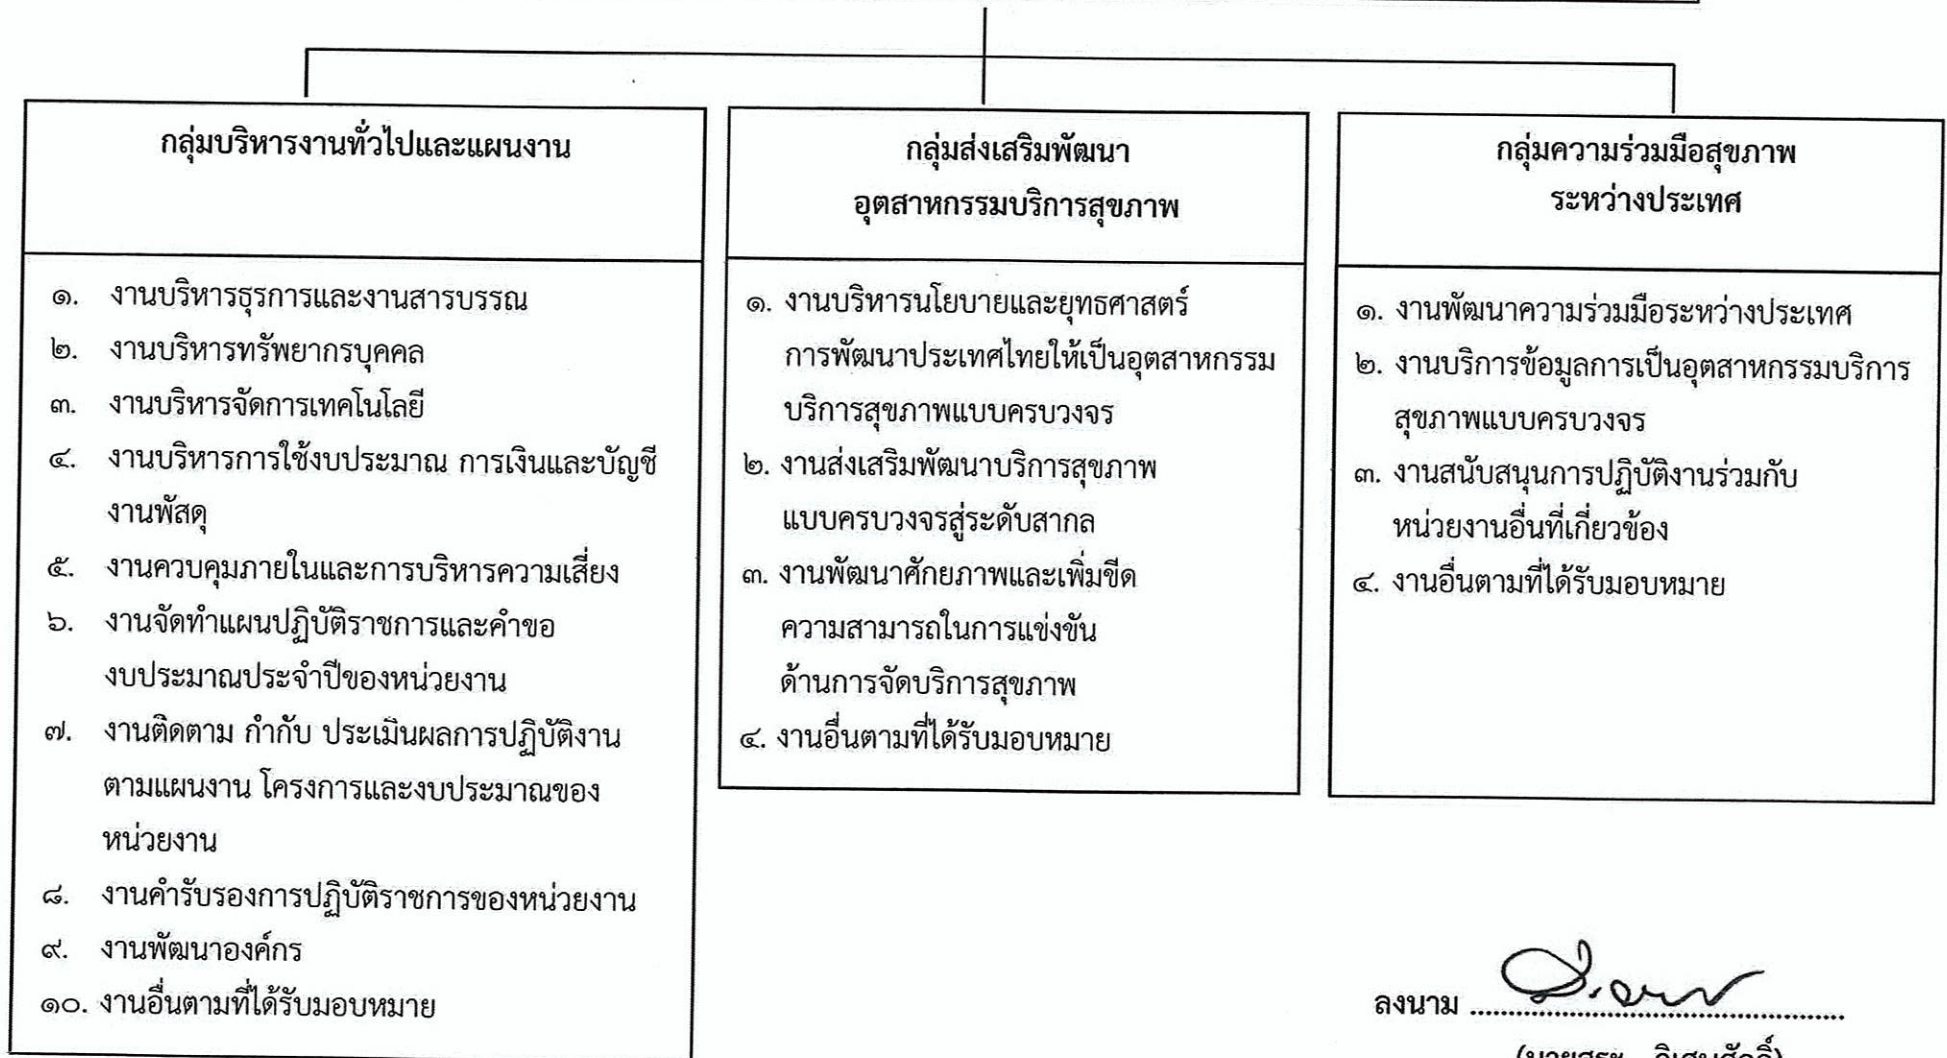 กลุ่มบริหารงานทั่วไปและแผนงาน
๑. งานบริหารธุรการและงานสารบรรณ
๒. งานบริหารทรัพยากรบุคคล
๓. งานบริหารจัดการเทคโนโลยี
๔. งานบริหารการใช้งบประมาณ การเงินและบัญชี
งานพัสดุ
๕. งานควบคุมภายในและการบริหารความเสี่ยง
๖. งานจัดทำแผนปฏิบัติราชการและคำขอ
งบประมาณประจำปีของหน่วยงาน
๗. งานติดตาม กำกับ ประเมินผลการปฏิบัติงาน
ตามแผนงาน โครงการและงบประมาณของ
หน่วยงาน
๘. งานคำรับรองการปฏิบัติราชการของหน่วยงาน
๙. งานพัฒนาองค์กร
๑๐. งานอื่นตามที่ได้รับมอบหมาย
กลุ่มส่งเสริมพัฒนา
อุตสาหกรรมบริการสุขภาพ
๑. งานบริหารนโยบายและยุทธศาสตร์
การพัฒนาประเทศไทยให้เป็นอุตสาหกรรม
บริการสุขภาพแบบครบวงจร
๒. งานส่งเสริมพัฒนาบริการสุขภาพ
แบบครบวงจรสู่ระดับสากล
๓. งานพัฒนาศักยภาพและเพิ่มขีด
ความสามารถในการแข่งขัน
ด้านการจัดบริการสุขภาพ
๔. งานอื่นตามที่ได้รับมอบหมาย
กลุ่มความร่วมมือสุขภาพ
ระหว่างประเทศ
๑. งานพัฒนาความร่วมมือระหว่างประเทศ
๒. งานบริการข้อมูลการเป็นอุตสาหกรรมบริการ
สุขภาพแบบครบวงจร
๓. งานสนับสนุนการปฏิบัติงานร่วมกับ
หน่วยงานอื่นที่เกี่ยวข้อง
๔. งานอื่นตามที่ได้รับมอบหมาย
ลงนาม